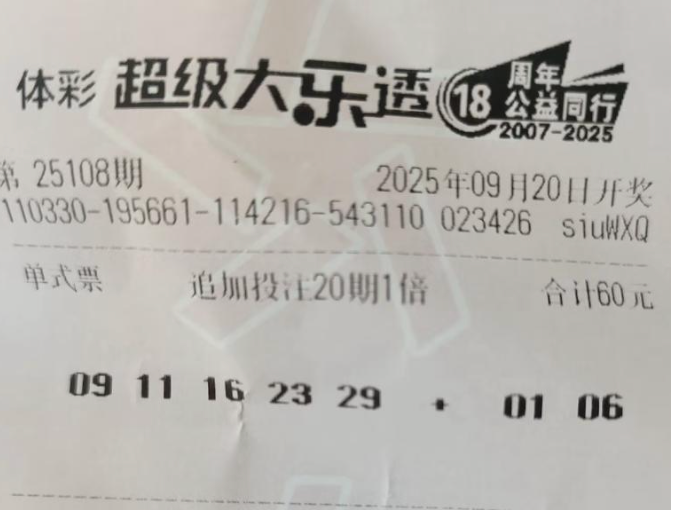 体彩 超级大乐透 18 周年 公益同行 2007-2025
第 25108期 2025年09月20日开奖
110330-195661-114216-543110 023426 siuWXQ
单式票 追加投注20期1倍 合计60元
09 11 16 23 29 + 01 06